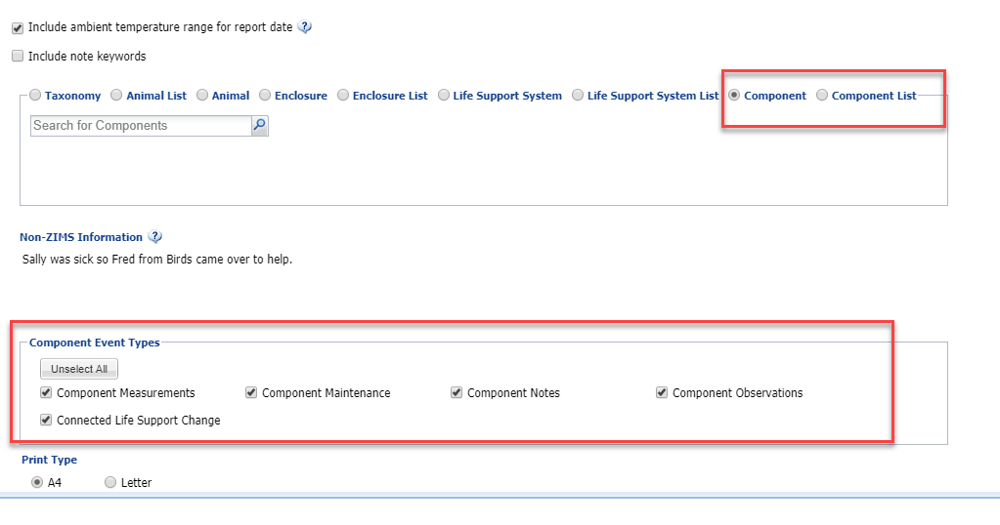 Include ambient temperature range for report date
Include note keywords
Taxonomy Animal List Animal Enclosure Enclosure List Life Support System Life Support System List Component Component List
Search for Components
Non-ZIMS Information
Sally was sick so Fred from Birds came over to help.
Component Event Types
Unselect All
Component Measurements Component Maintenance Component Notes Component Observations
Connected Life Support Change
Print Type
A4 Letter